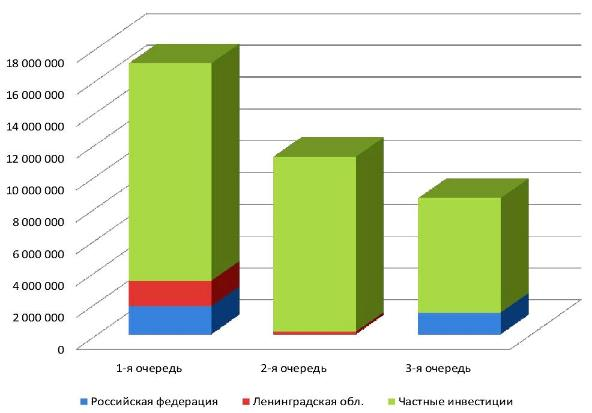 18 000 000
16 000 000
14 000 000
12 000 000
10 000 000
8 000 000
6 000 000
4 000 000
2 000 000
0
1-я очередь 2-я очередь 3-я очередь
Российская федерация Ленинградская обл. Частные инвестиции